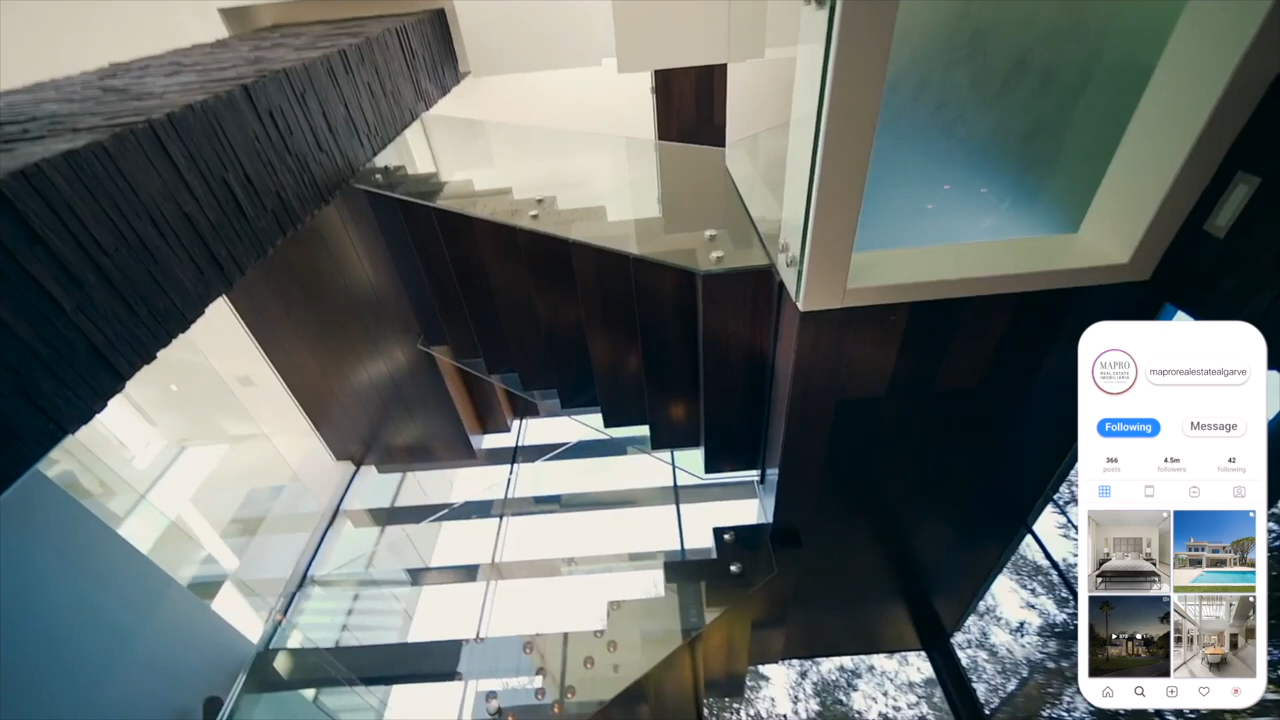 MAPRO
REAL ESTATE
IMOBILIÁRIA
maprorealestatealgarve
Following
Message
366
posts
4.5m
followers
42
following